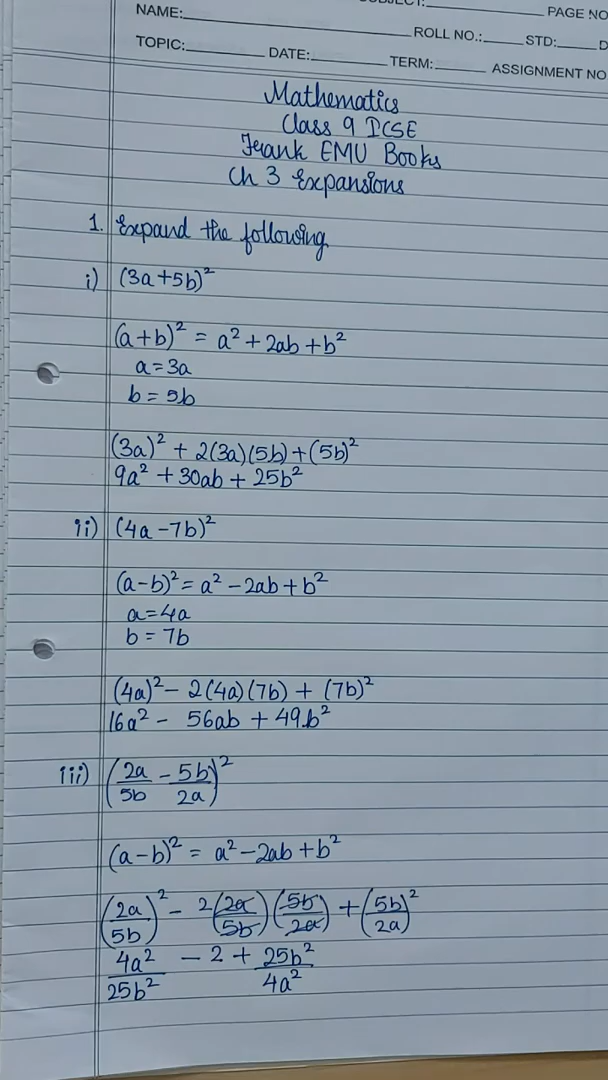 SUBJECT: PAGE NO
NAME: ROLL NO.: STD: D
TOPIC: DATE: TERM: ASSIGNMENT NO
Mathematics
Class 9 ICSE
Frank EMU Books
Ch 3 Expansions
1. Expand the following.
i) (3a+5b)²
(a+b)² = a² + 2ab + b²
a = 3a
b = 5b
(3a)² + 2(3a)(5b) + (5b)²
9a² + 30ab + 25b²
ii) (4a - 7b)²
(a-b)² = a² - 2ab + b²
a = 4a
b = 7b
(4a)² - 2(4a)(7b) + (7b)²
16a² - 56ab + 49b²
iii) (2a/5b - 5b/2a)²
(a-b)² = a² - 2ab + b²
(2a/5b)² - 2(2a/5b)(5b/2a) + (5b/2a)²
4a²/25b² - 2 + 25b²/4a²